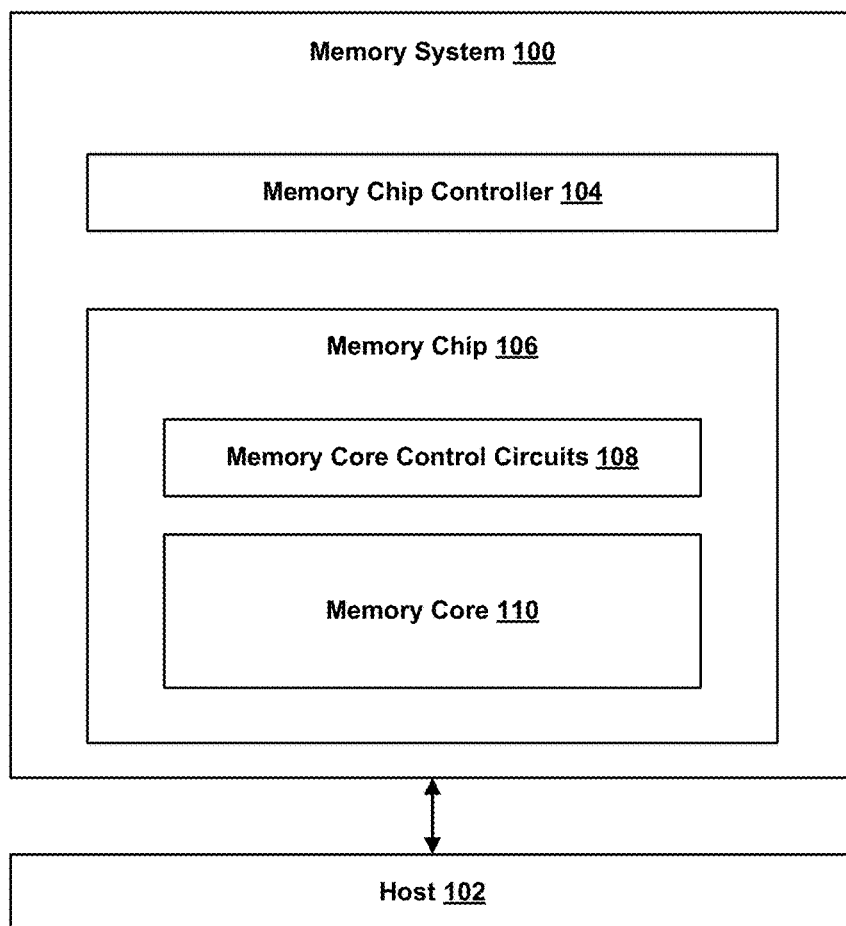 Memory System 100
Memory Chip Controller 104
Memory Chip 106
Memory Core Control Circuits 108
Memory Core 110
Host 102